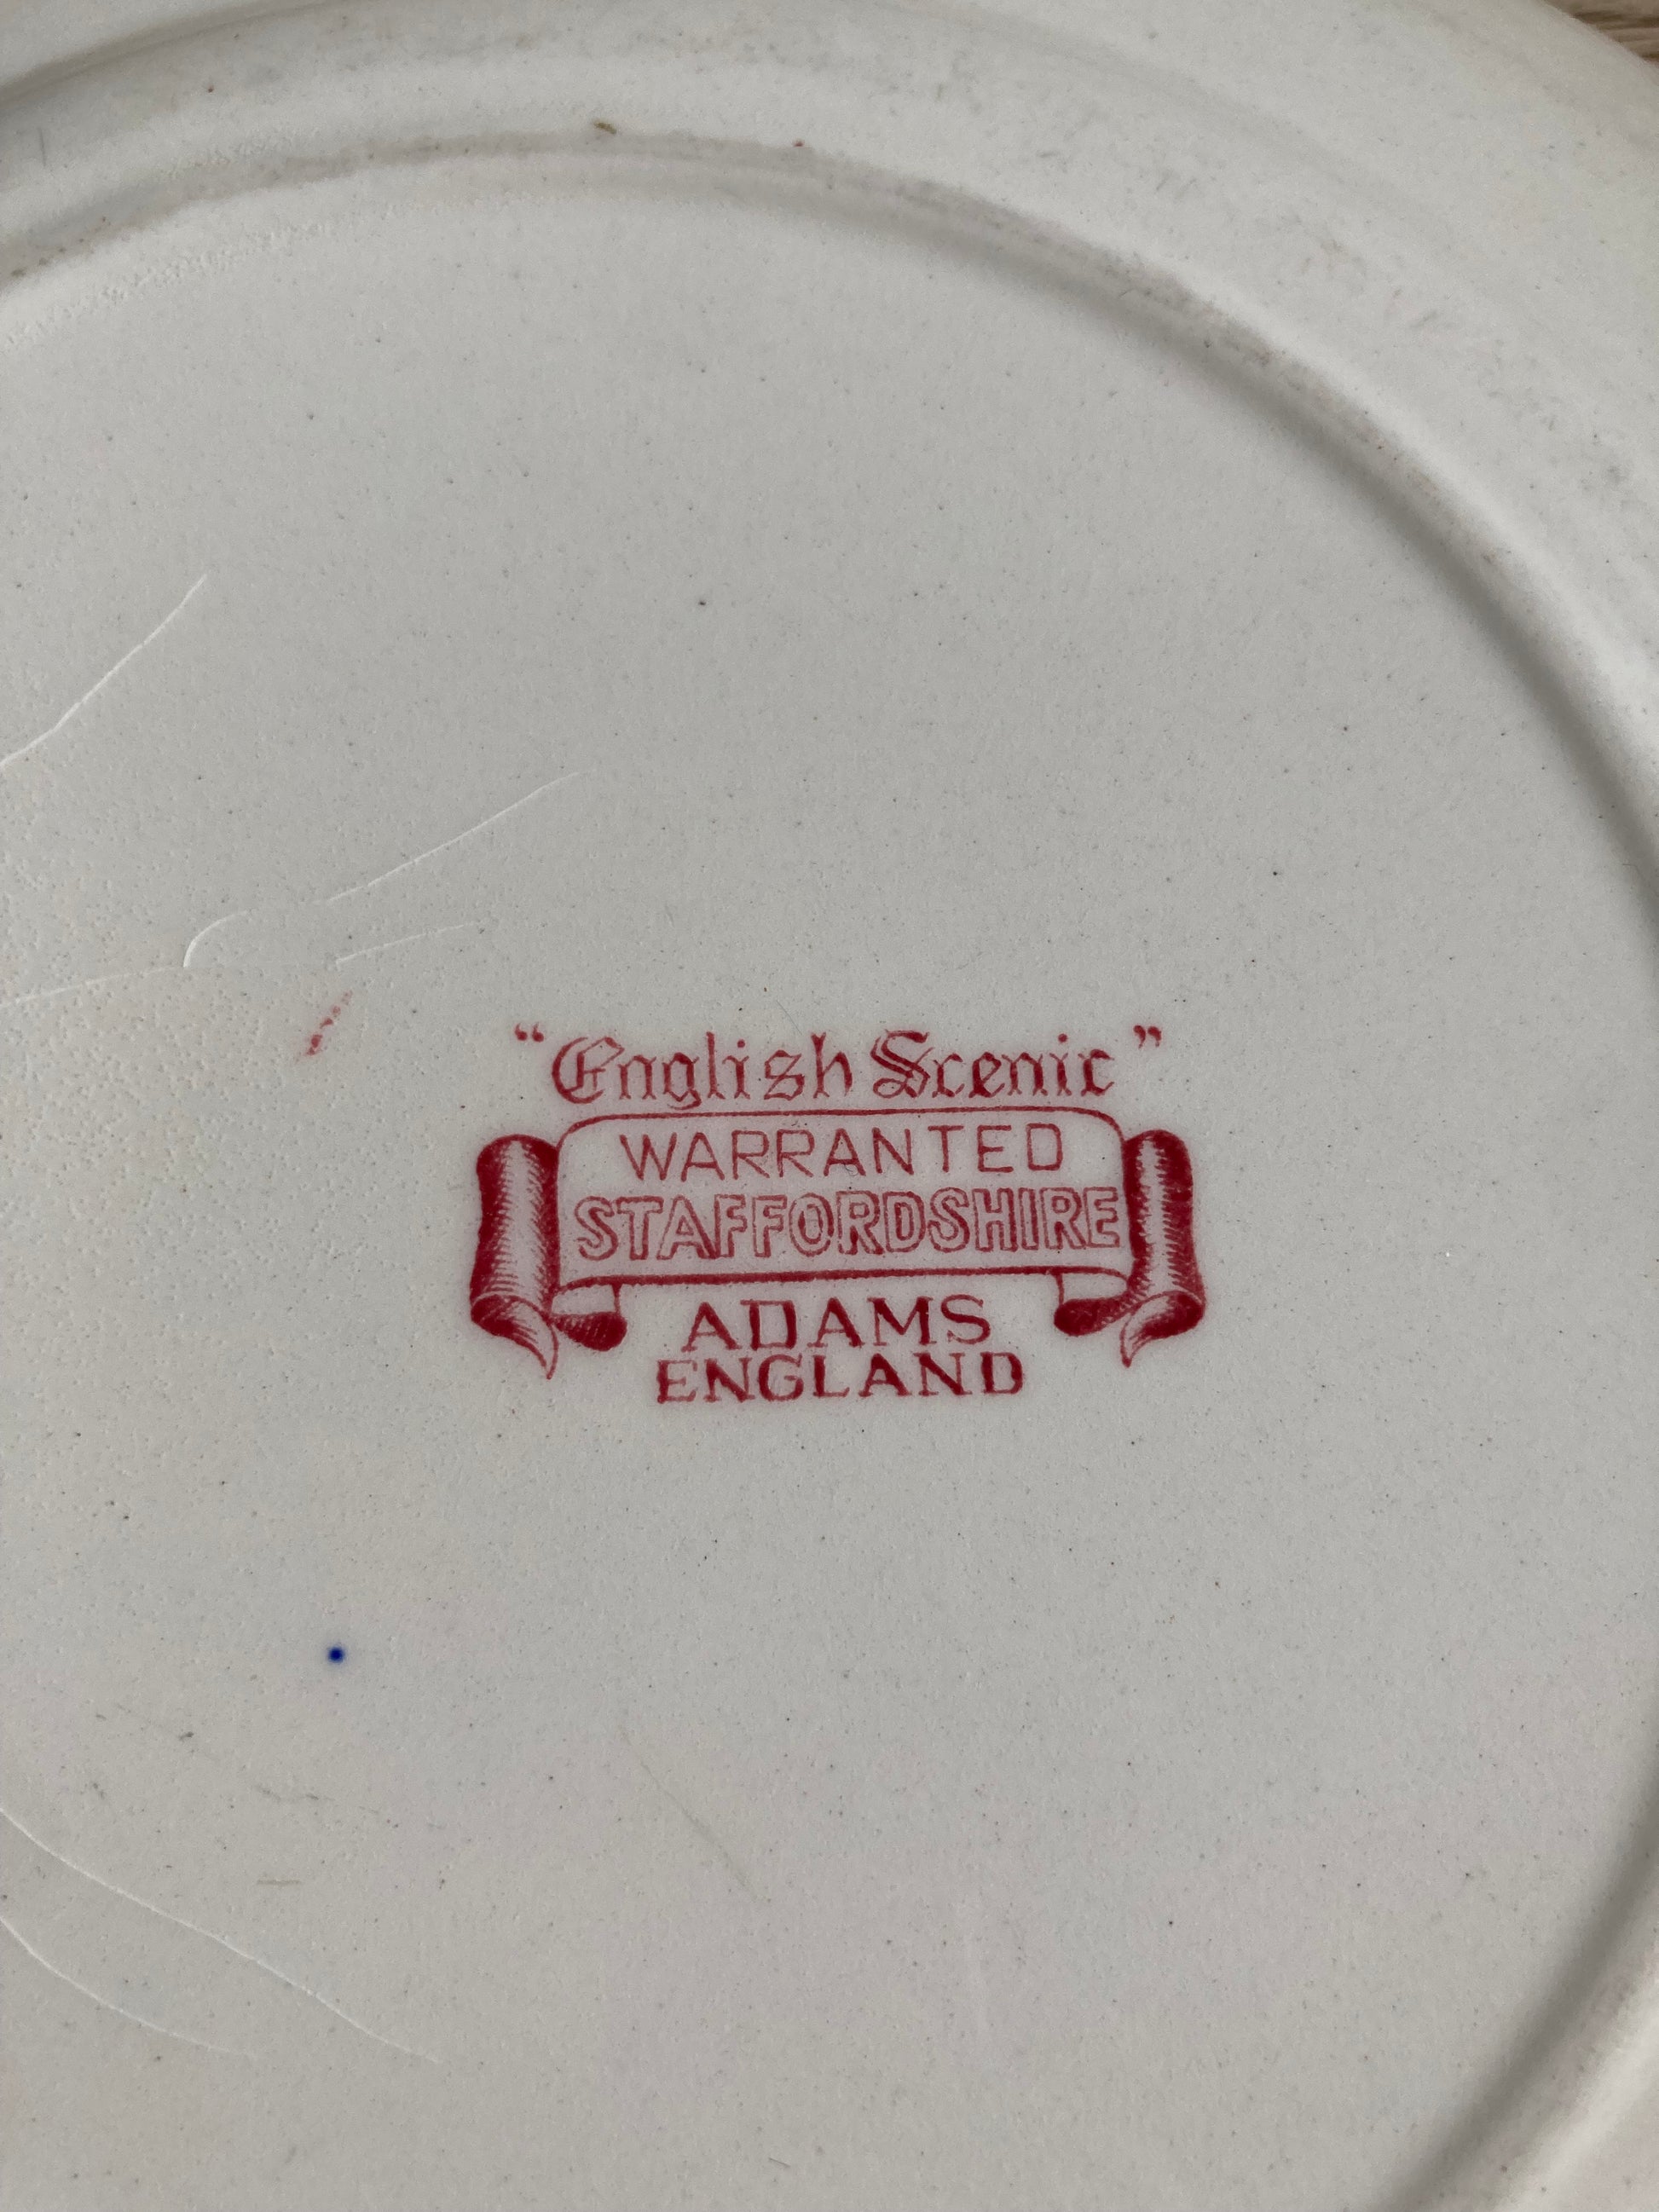 “English Scenic”
WARRANTED
STAFFORDSHIRE
ADAMS
ENGLAND